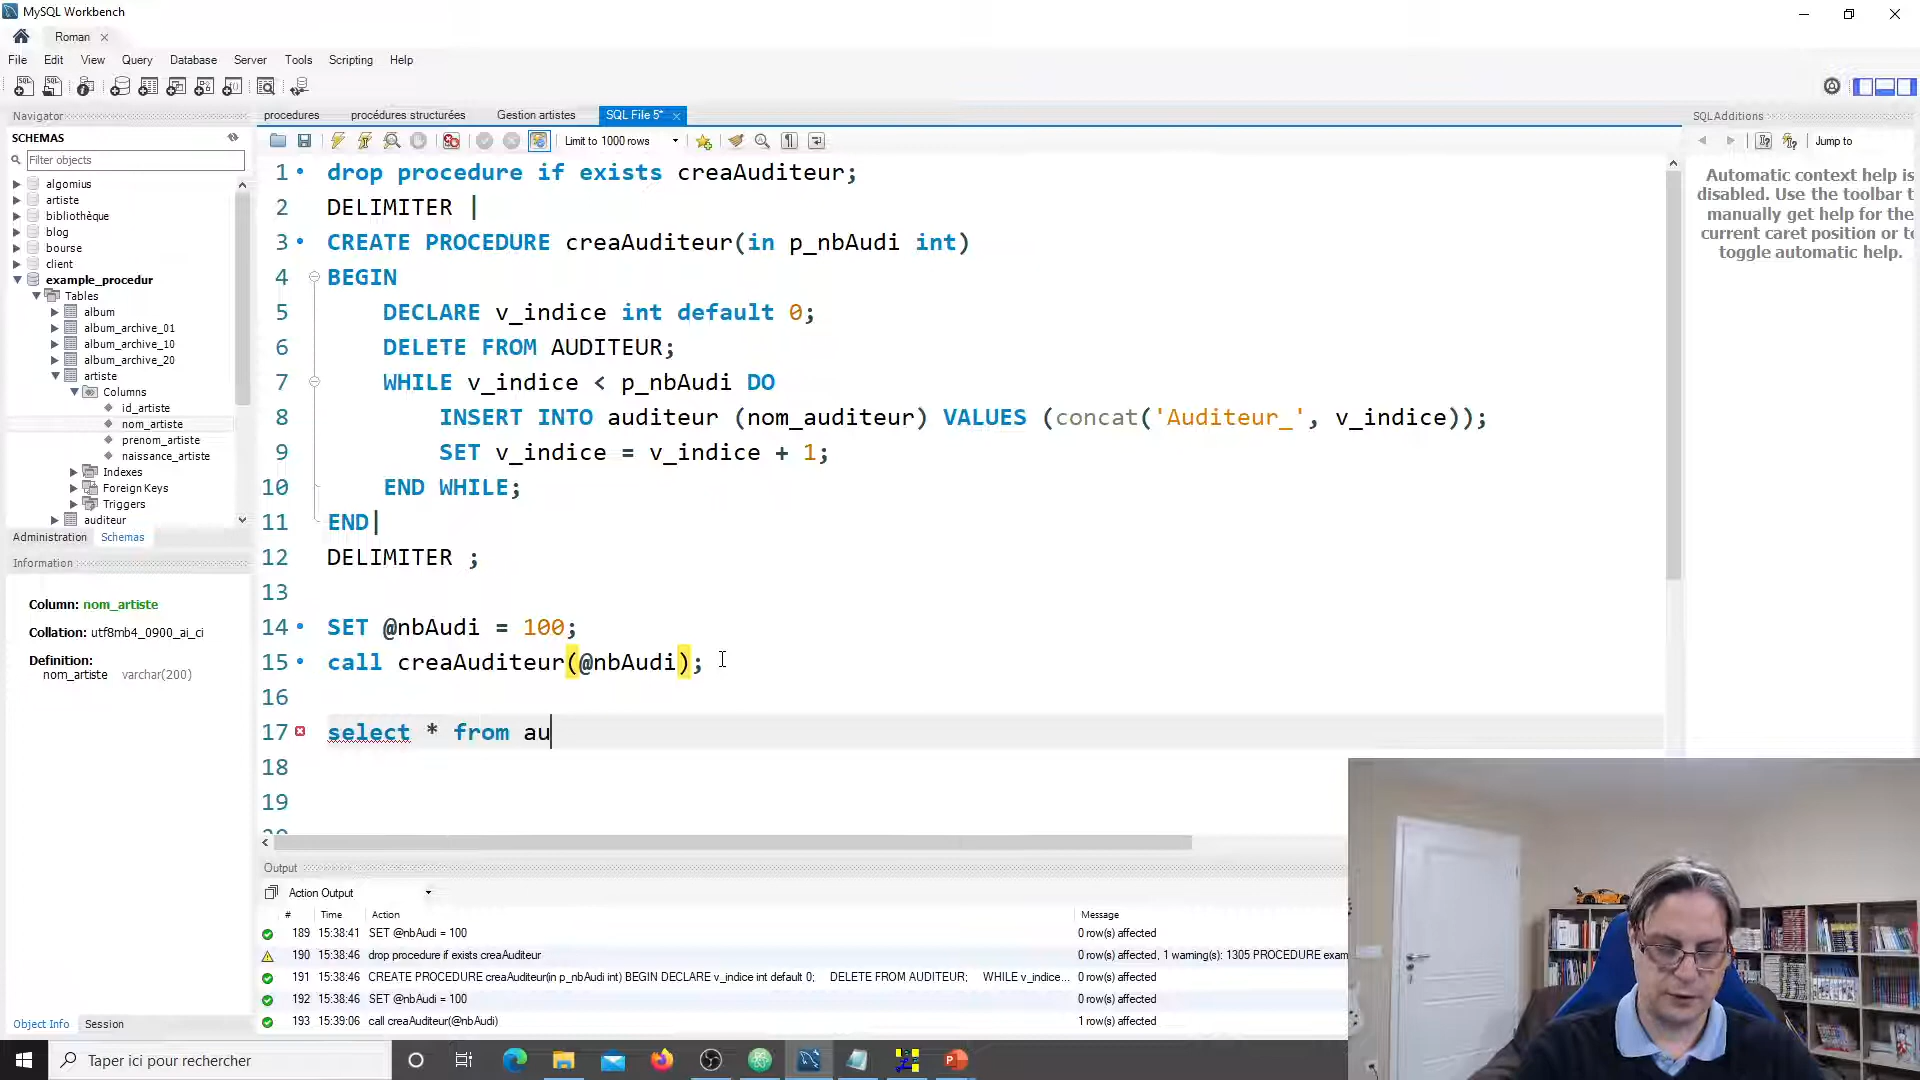 MySQL Workbench
Roman
File Edit View Query Database Server Tools Scripting Help
Navigator
SCHEMAS
Filter objects
algomius
artiste
bibliothèque
blog
bourse
client
example_procedur
Tables
album
album_archive_01
album_archive_10
album_archive_20
artiste
Columns
id_artiste
nom_artiste
prenom_artiste
naissance_artiste
Indexes
Foreign Keys
Triggers
auditeur
Administration Schemas
Information
Column: nom_artiste
Collation: utf8mb4_0900_ai_ci
Definition:
nom_artiste varchar(200)
Object Info Session
procedures procédures structurées Gestion artistes SQL File 5*
Limit to 1000 rows
1 drop procedure if exists creaAuditeur;
2 DELIMITER |
3 CREATE PROCEDURE creaAuditeur(in p_nbAudi int)
4 BEGIN
5 DECLARE v_indice int default 0;
6 DELETE FROM AUDITEUR;
7 WHILE v_indice < p_nbAudi DO
8 INSERT INTO auditeur (nom_auditeur) VALUES (concat('Auditeur_', v_indice));
9 SET v_indice = v_indice + 1;
10 END WHILE;
11 END|
12 DELIMITER ;
13
14 SET @nbAudi = 100;
15 call creaAuditeur(@nbAudi);
16
17 select * from au
18
19
20
SQLAdditions
Jump to
Automatic context help is
disabled. Use the toolbar t
manually get help for the
current caret position or to
toggle automatic help.
Output
Action Output
# Time Action Message
189 15:38:41 SET @nbAudi = 100 0 row(s) affected
190 15:38:46 drop procedure if exists creaAuditeur 0 row(s) affected, 1 warning(s): 1305 PROCEDURE exam
191 15:38:46 CREATE PROCEDURE creaAuditeur(in p_nbAudi int) BEGIN DECLARE v_indice int default 0; DELETE FROM AUDITEUR; WHILE v_indice... 0 row(s) affected
192 15:38:46 SET @nbAudi = 100 0 row(s) affected
193 15:39:06 call creaAuditeur(@nbAudi) 1 row(s) affected
Taper ici pour rechercher